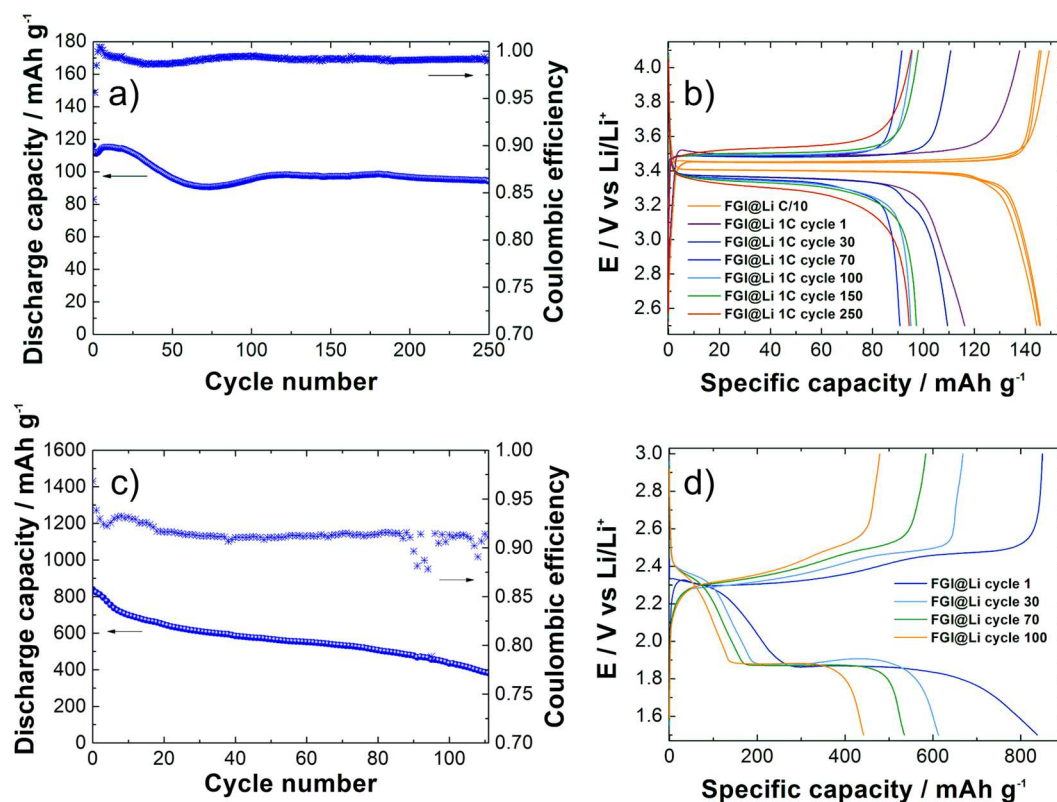 a)
Discharge capacity / mAh g⁻¹
180
160
140
120
100
80
60
40
20
0
0 50 100 150 200 250
Cycle number
1.00
0.95
0.90
0.85
0.80
0.75
0.70
Coulombic efficiency
b)
E / V vs Li/Li⁺
4.0
3.8
3.6
3.4
3.2
3.0
2.8
2.6
FGI@Li C/10
FGI@Li 1C cycle 1
FGI@Li 1C cycle 30
FGI@Li 1C cycle 70
FGI@Li 1C cycle 100
FGI@Li 1C cycle 150
FGI@Li 1C cycle 250
0 20 40 60 80 100 120 140
Specific capacity / mAh g⁻¹
c)
Discharge capacity / mAh g⁻¹
1600
1400
1200
1000
800
600
400
200
0
0 20 40 60 80 100
Cycle number
1.00
0.95
0.90
0.85
0.80
0.75
0.70
Coulombic efficiency
d)
E / V vs Li/Li⁺
3.0
2.7
2.4
2.1
1.8
1.5
FGI@Li cycle 1
FGI@Li cycle 30
FGI@Li cycle 70
FGI@Li cycle 100
0 200 400 600 800
Specific capacity / mAh g⁻¹